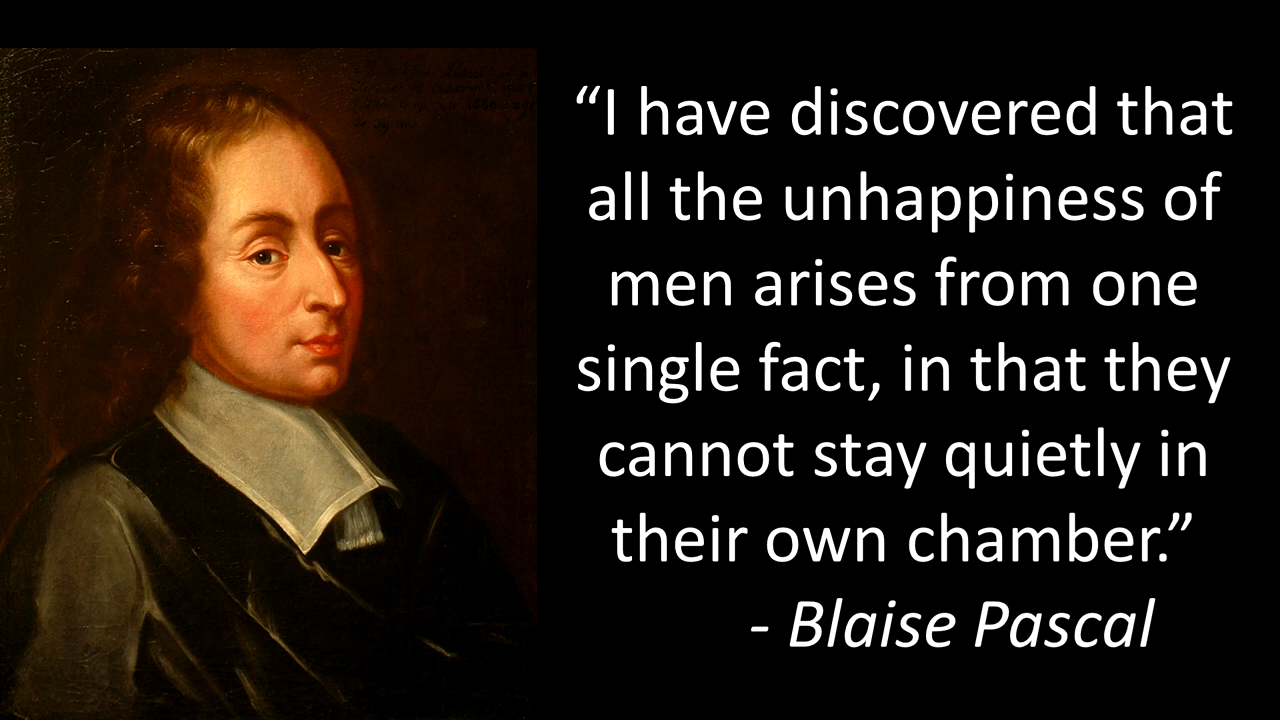 “I have discovered that
all the unhappiness of
men arises from one
single fact, in that they
cannot stay quietly in
their own chamber.”
- Blaise Pascal